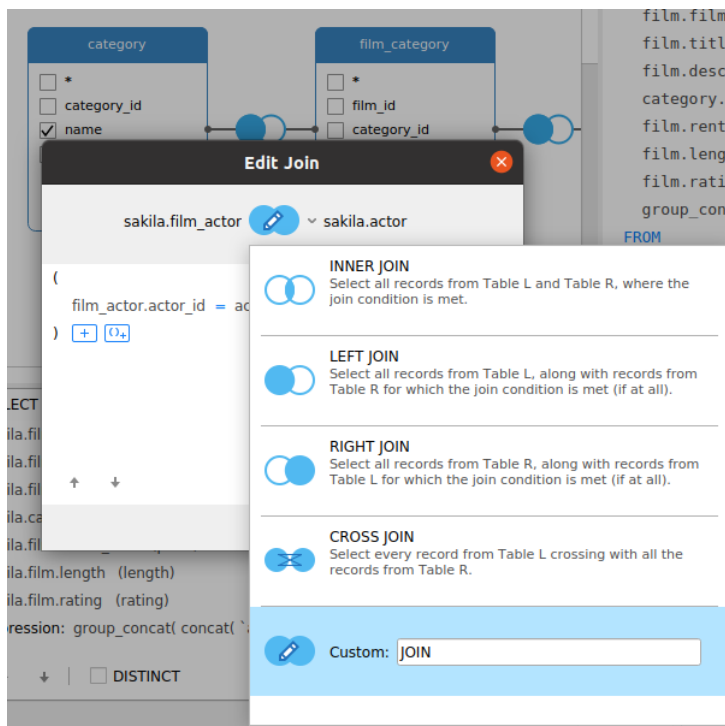 category
film_category
*
category_id
name
*
film_id
category_id
film.film
film.titl
film.desc
category.
film.rent
film.leng
film.rati
group_con
FROM
Edit Join
sakila.film_actor
sakila.actor
(
film_actor.actor_id = ac
)
INNER JOIN
Select all records from Table L and Table R, where the
join condition is met.
LEFT JOIN
Select all records from Table L, along with records from
Table R for which the join condition is met (if at all).
RIGHT JOIN
Select all records from Table R, along with records from
Table L for which the join condition is met (if at all).
CROSS JOIN
Select every record from Table L crossing with all the
records from Table R.
Custom: JOIN
LECT
ila.fil
ila.fil
ila.fil
ila.ca
ila.fil
ila.film.length (length)
ila.film.rating (rating)
ression: group_concat( concat( `a
DISTINCT